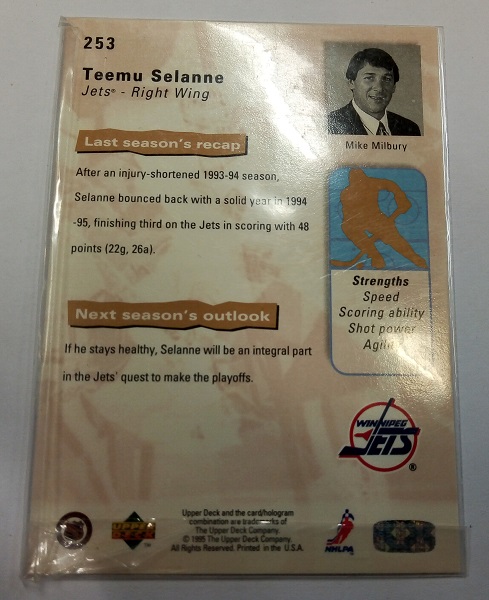 253
Teemu Selanne
Jets® - Right Wing
Mike Milbury
Last season's recap
After an injury-shortened 1993-94 season,
Selanne bounced back with a solid year in 1994
-95, finishing third on the Jets in scoring with 48
points (22g, 26a).
Strengths
Speed
Scoring ability
Shot power
Next season's outlook
If he stays healthy, Selanne will be an integral part
in the Jets' quest to make the playoffs.
WINNIPEG
JETS
®
Upper Deck and the card/hologram
combination are trademarks of
The Upper Deck Company.
© 1995 The Upper Deck Company.
All Rights Reserved. Printed in the U.S.A.
NHL
UPPER
DECK
™
NHLPA